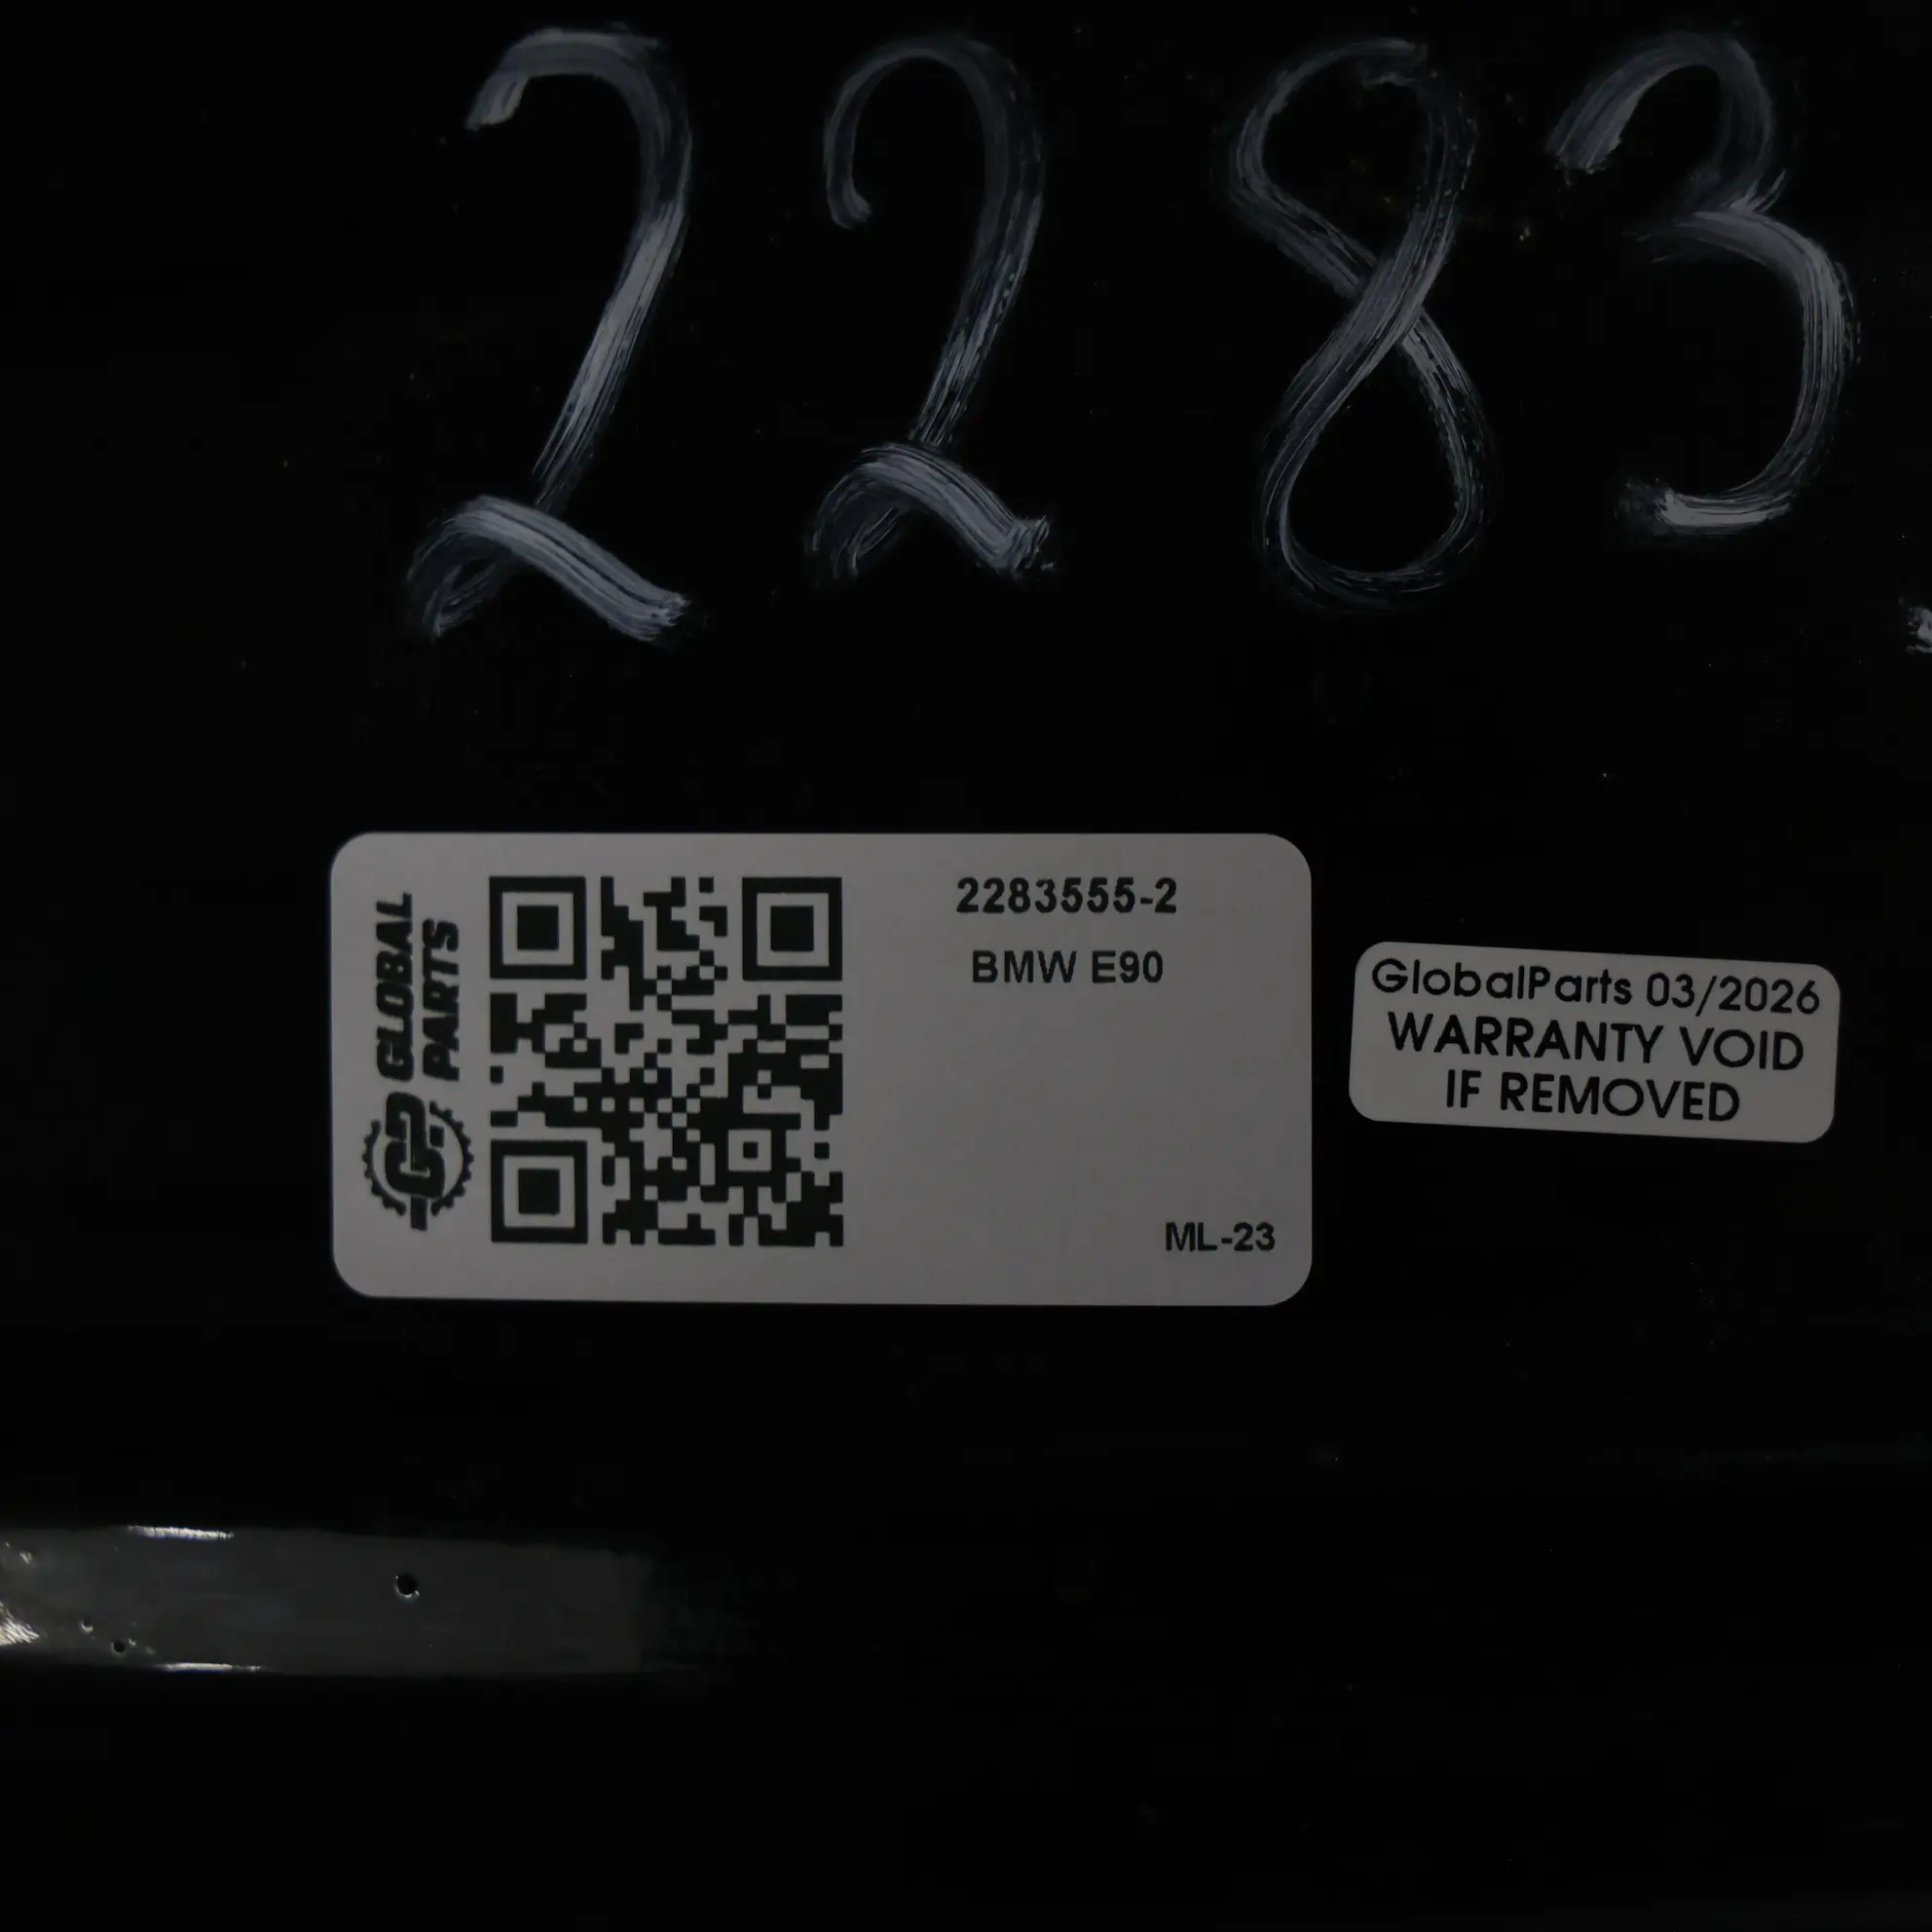 2283
GLOBAL
PARTS
2283555-2
BMW E90
ML-23
GlobalParts 03/2026
WARRANTY VOID
IF REMOVED